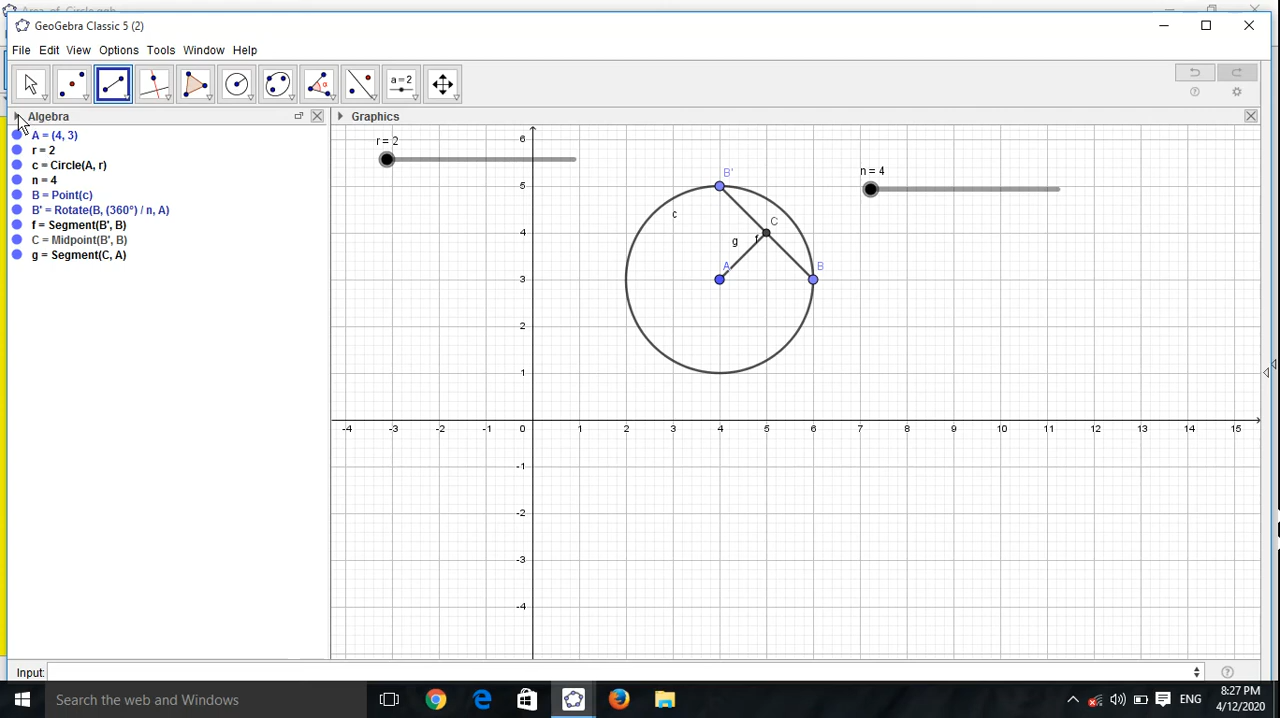 Area_of_Circle.ggb
GeoGebra Classic 5 (2)
File Edit View Options Tools Window Help
a = 2
Algebra
Graphics
A = (4, 3)
r = 2
c = Circle(A, r)
n = 4
B = Point(c)
B' = Rotate(B, (360°) / n, A)
f = Segment(B', B)
C = Midpoint(B', B)
g = Segment(C, A)
r = 2
n = 4
B'
c
C
g
f
A
B
6
5
4
3
2
1
-4 -3 -2 -1 0 1 2 3 4 5 6 7 8 9 10 11 12 13 14 15
-1
-2
-3
-4
Input:
Search the web and Windows
ENG
8:27 PM
4/12/2020